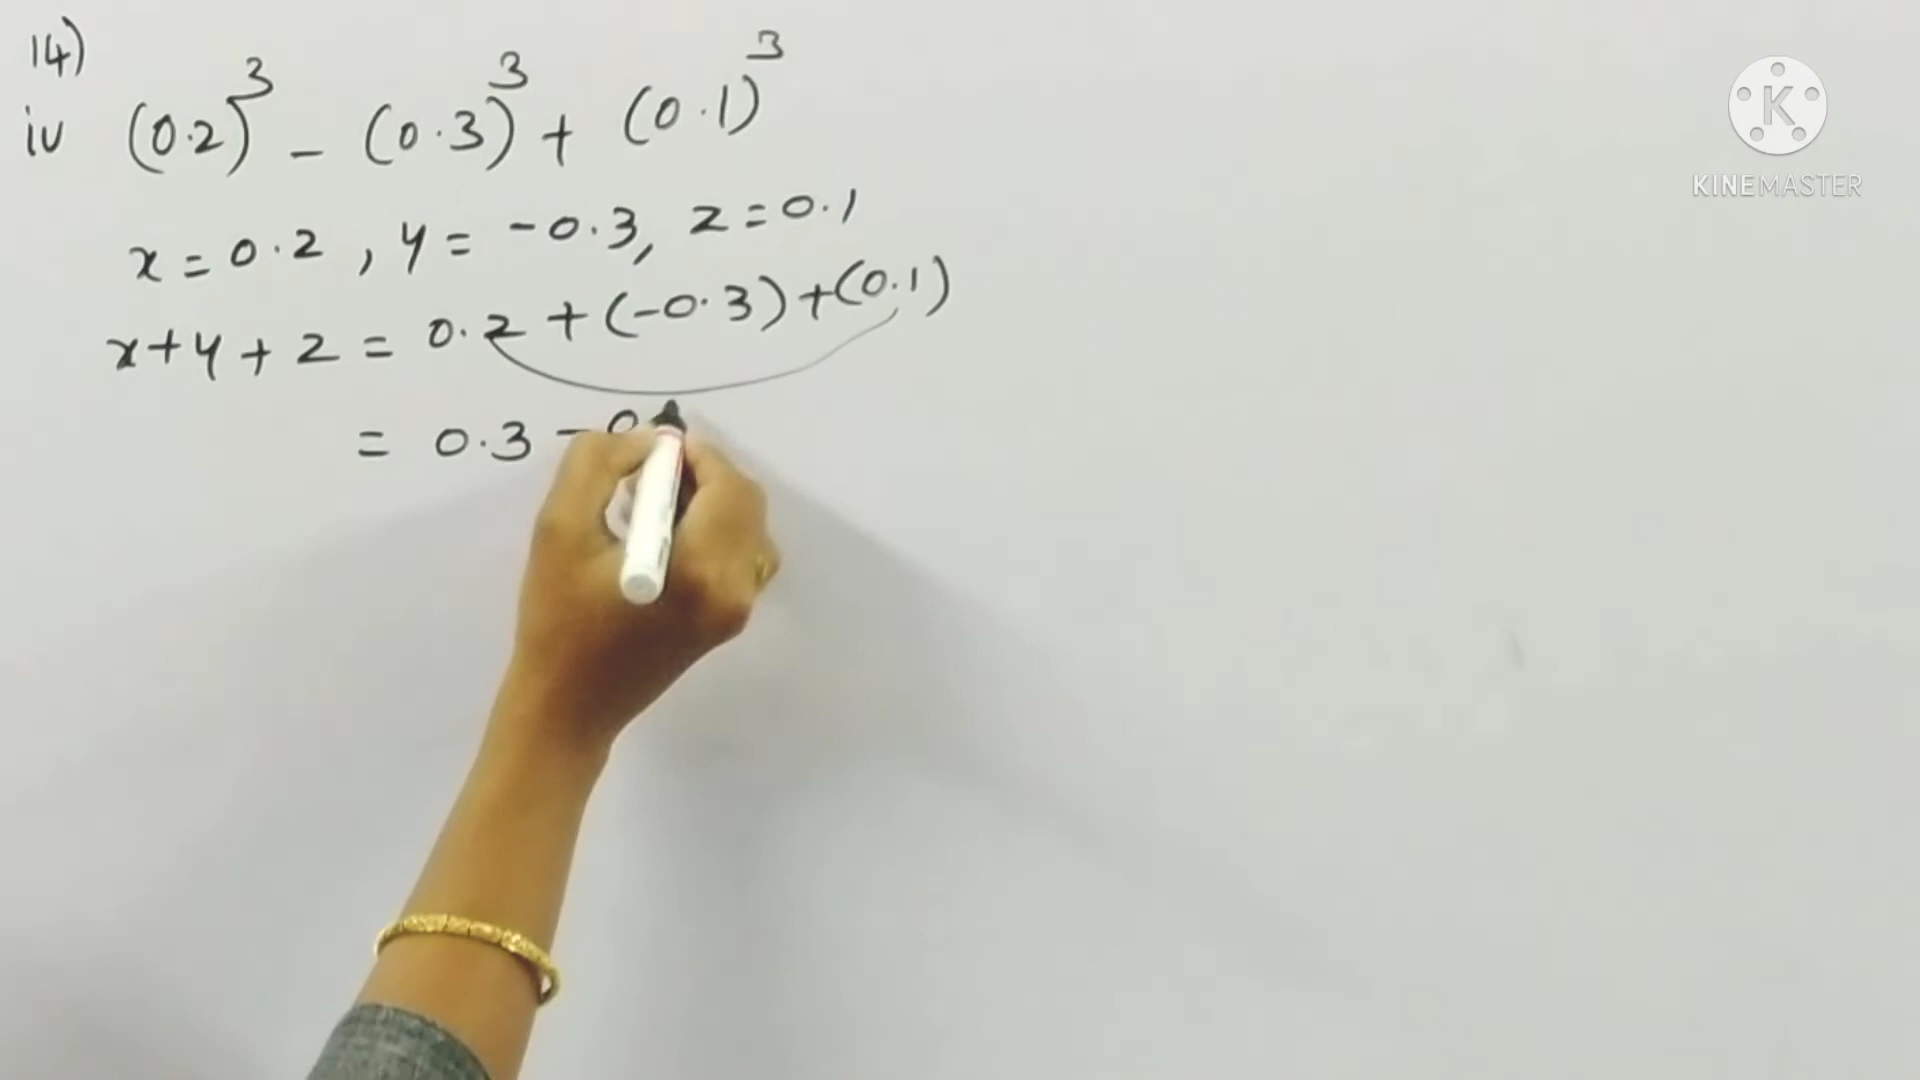 14)
iv (0.2)³ - (0.3)³ + (0.1)³
x = 0.2 , y = -0.3, z = 0.1
x + y + z = 0.2 + (-0.3) + (0.1)
= 0.3 - 0
K
KINEMASTER